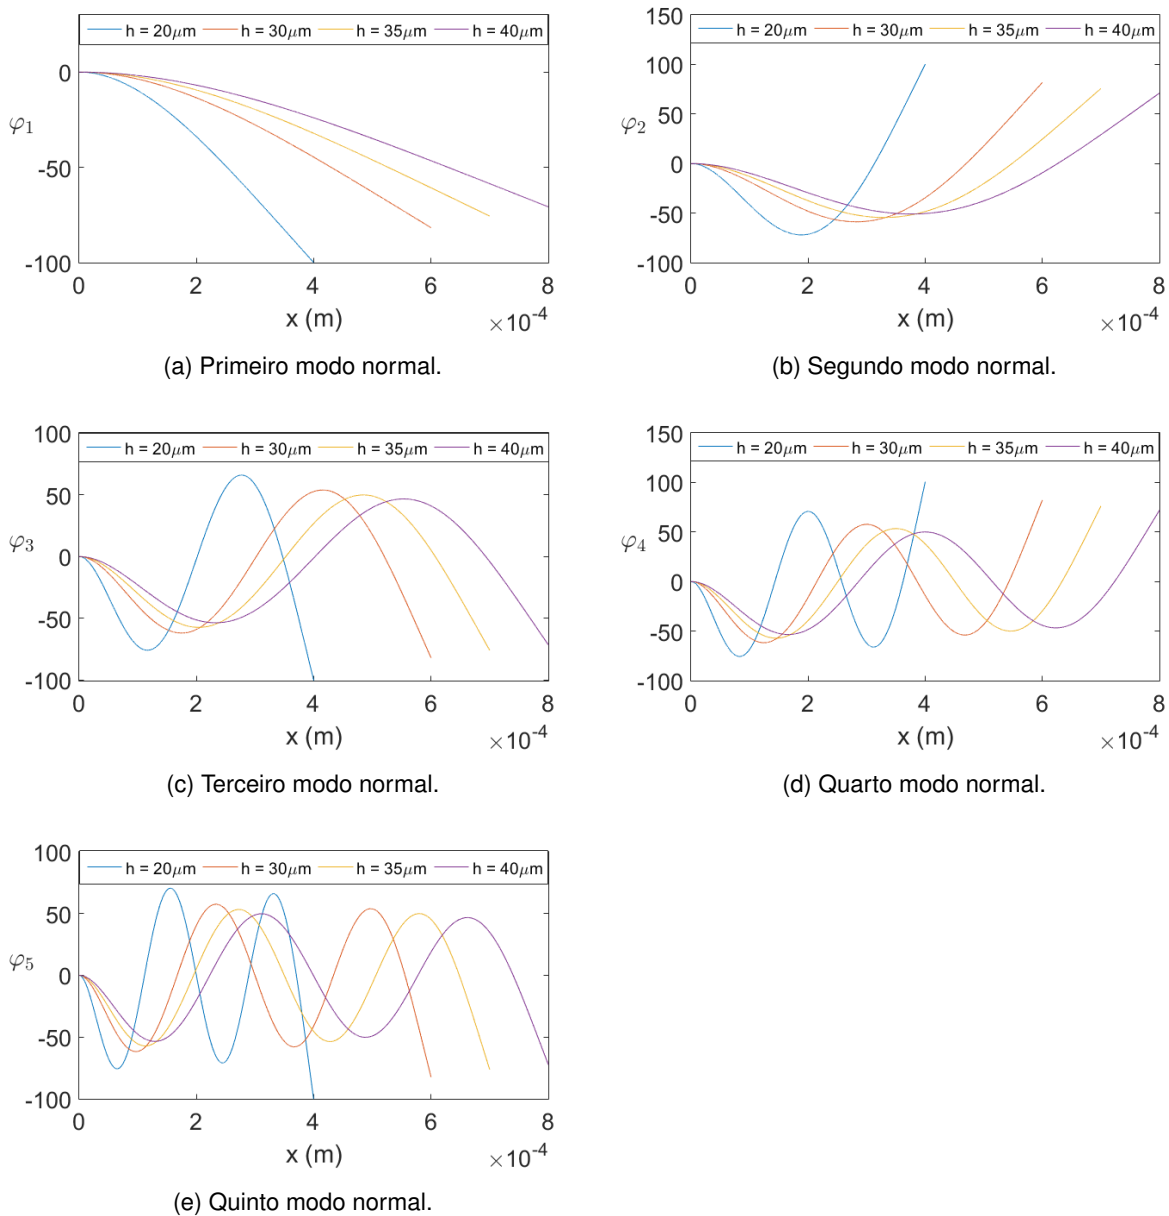 h = 20μm h = 30μm h = 35μm h = 40μm
0
-50
-100
φ1
0 2 4 6 8
x (m)
×10-4
(a) Primeiro modo normal.
h = 20μm h = 30μm h = 35μm h = 40μm
150
100
50
0
-50
-100
φ2
0 2 4 6 8
x (m)
×10-4
(b) Segundo modo normal.
h = 20μm h = 30μm h = 35μm h = 40μm
100
50
0
-50
-100
φ3
0 2 4 6 8
x (m)
×10-4
(c) Terceiro modo normal.
h = 20μm h = 30μm h = 35μm h = 40μm
150
100
50
0
-50
-100
φ4
0 2 4 6 8
x (m)
×10-4
(d) Quarto modo normal.
h = 20μm h = 30μm h = 35μm h = 40μm
100
50
0
-50
-100
φ5
0 2 4 6 8
x (m)
×10-4
(e) Quinto modo normal.